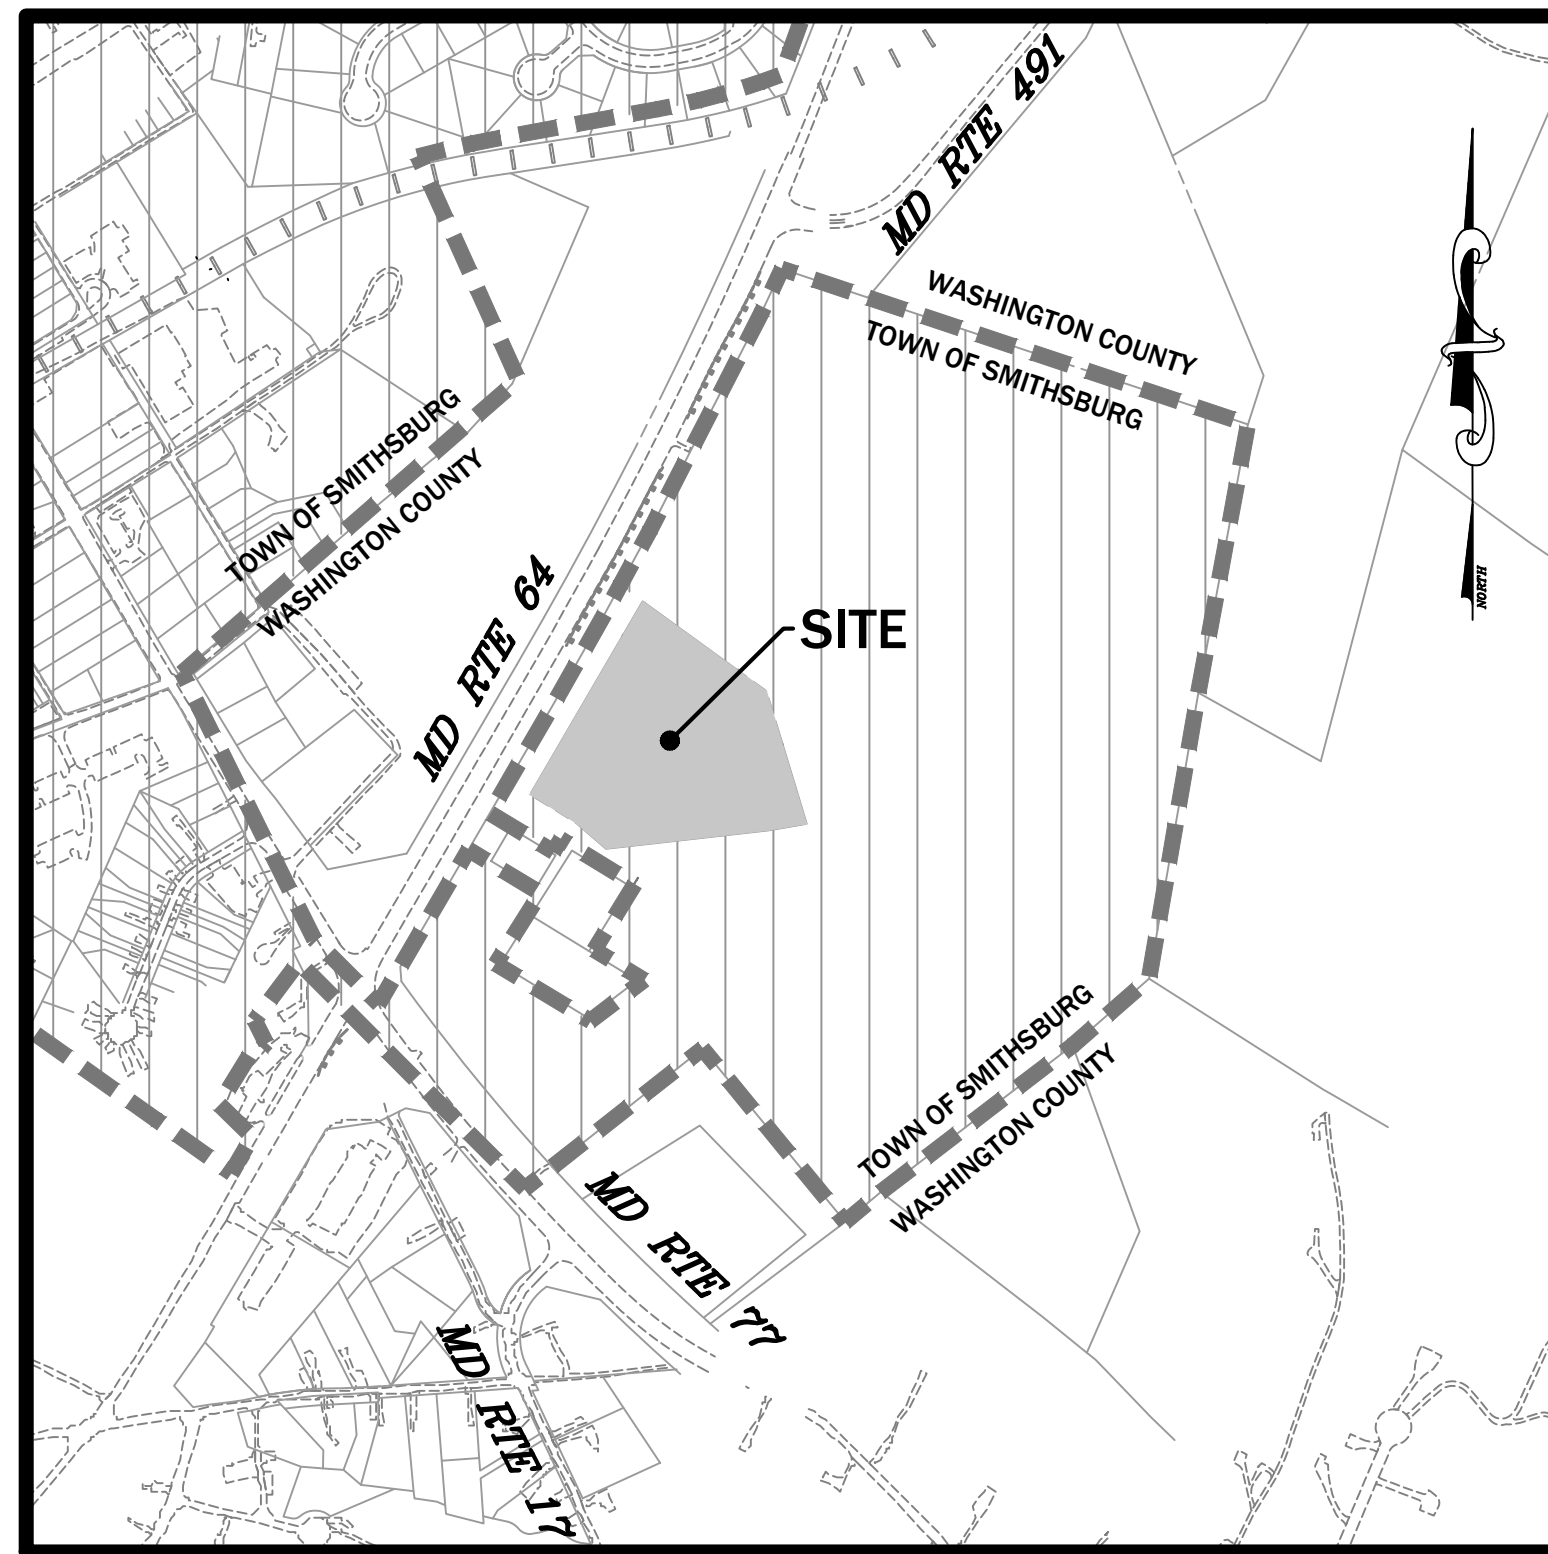 MD RTE 491
WASHINGTON COUNTY
TOWN OF SMITHSBURG
TOWN OF SMITHSBURG
WASHINGTON COUNTY
MD RTE 64
SITE
NORTH
TOWN OF SMITHSBURG
WASHINGTON COUNTY
MD RTE 77
MD RTE 17